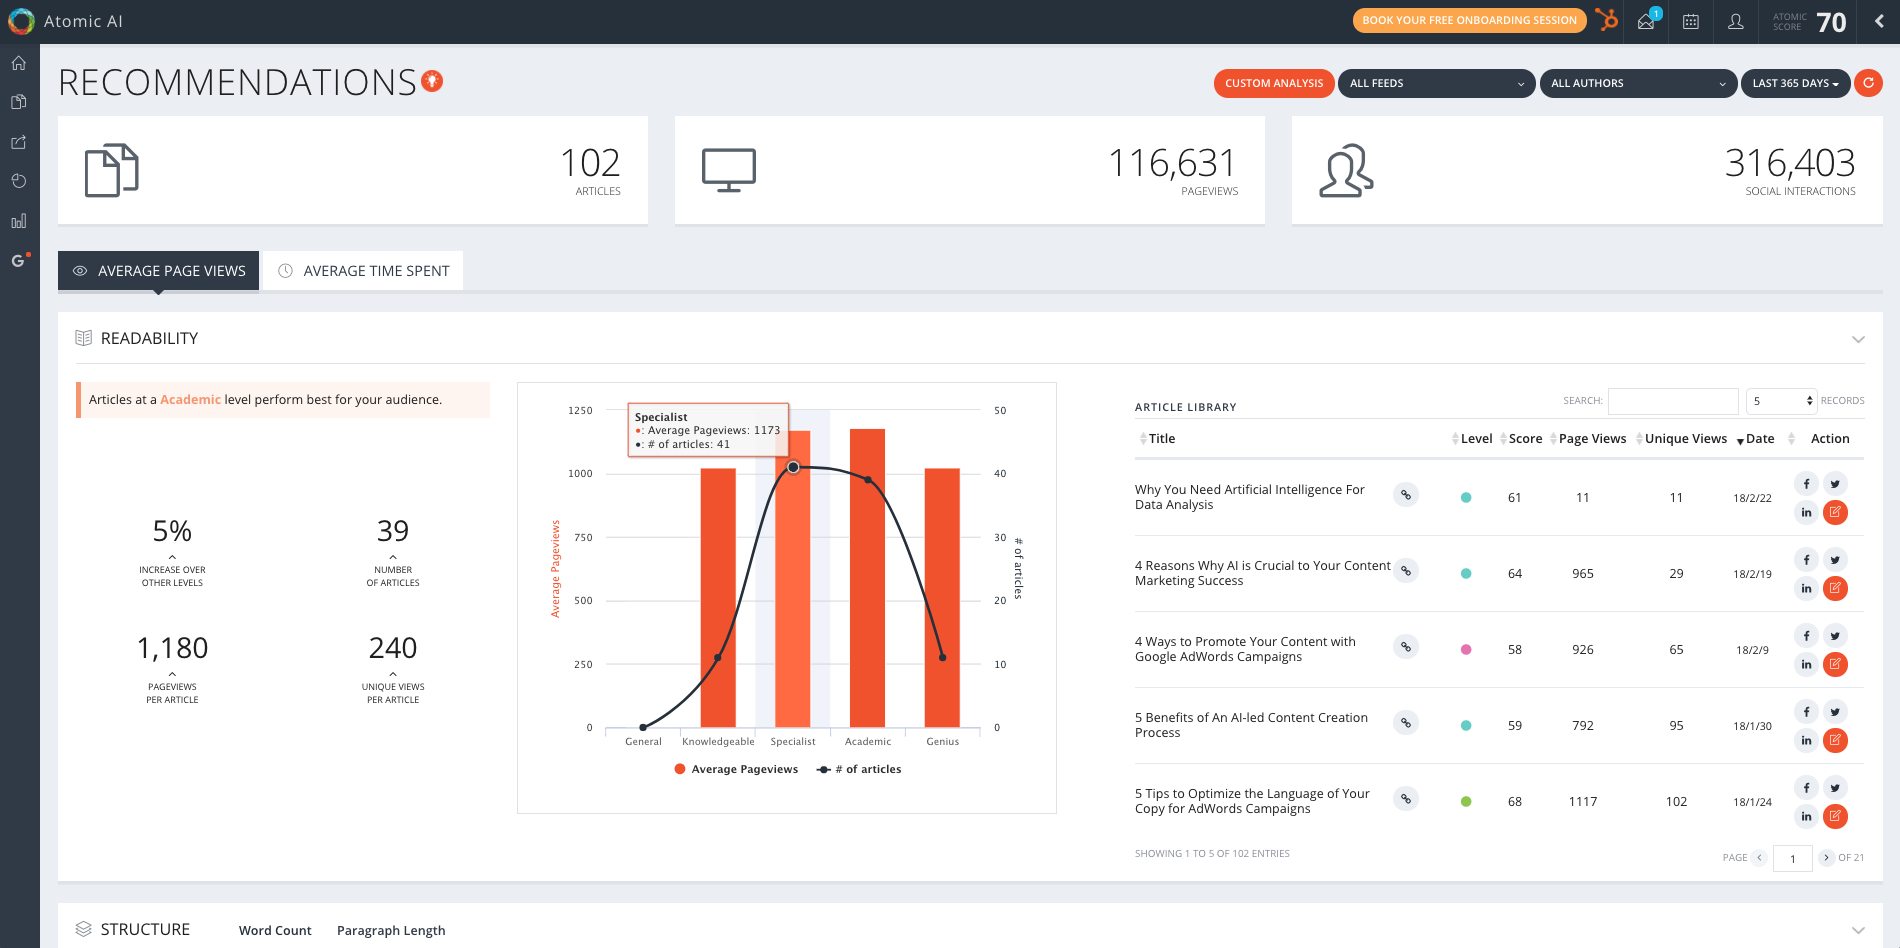 Atomic AI
BOOK YOUR FREE ONBOARDING SESSION
1
ATOMIC
SCORE
70
RECOMMENDATIONS
CUSTOM ANALYSIS
ALL FEEDS
ALL AUTHORS
LAST 365 DAYS
102
ARTICLES
116,631
PAGEVIEWS
316,403
SOCIAL INTERACTIONS
G
AVERAGE PAGE VIEWS
AVERAGE TIME SPENT
READABILITY
Articles at a Academic level perform best for your audience.
5%
INCREASE OVER
OTHER LEVELS
39
NUMBER
OF ARTICLES
1,180
PAGEVIEWS
PER ARTICLE
240
UNIQUE VIEWS
PER ARTICLE
Average Pageviews
1250
1000
750
500
250
0
Specialist
: Average Pageviews: 1173
: # of articles: 41
50
40
30
20
10
0
# of articles
General Knowledgeable Specialist Academic Genius
Average Pageviews # of articles
ARTICLE LIBRARY
SEARCH:
5 RECORDS
Title Level Score Page Views Unique Views Date Action
Why You Need Artificial Intelligence For
Data Analysis
61 11 11 18/2/22
f
in
4 Reasons Why AI is Crucial to Your Content
Marketing Success
64 965 29 18/2/19
f
in
4 Ways to Promote Your Content with
Google AdWords Campaigns
58 926 65 18/2/9
f
in
5 Benefits of An AI-led Content Creation
Process
59 792 95 18/1/30
f
in
5 Tips to Optimize the Language of Your
Copy for AdWords Campaigns
68 1117 102 18/1/24
f
in
SHOWING 1 TO 5 OF 102 ENTRIES
PAGE 1 OF 21
STRUCTURE
Word Count
Paragraph Length